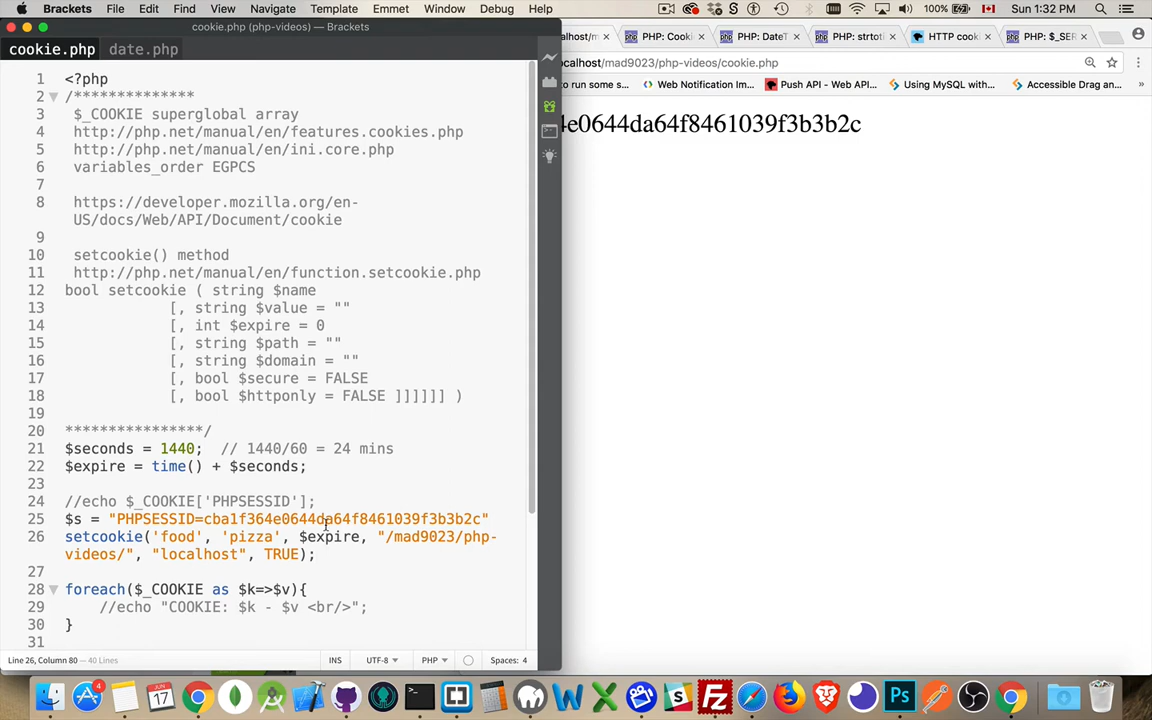 Brackets File Edit Find View Navigate Template Emmet Window Debug Help
100% Sun 1:32 PM
cookie.php (php-videos) — Brackets
cookie.php date.php
1 <?php
2 /**************
3 $_COOKIE superglobal array
4 http://php.net/manual/en/features.cookies.php
5 http://php.net/manual/en/ini.core.php
6 variables_order EGPCS
7
8 https://developer.mozilla.org/en-
US/docs/Web/API/Document/cookie
9
10 setcookie() method
11 http://php.net/manual/en/function.setcookie.php
12 bool setcookie ( string $name
13 [, string $value = ""
14 [, int $expire = 0
15 [, string $path = ""
16 [, string $domain = ""
17 [, bool $secure = FALSE
18 [, bool $httponly = FALSE ]]]]]] )
19
20 ****************/
21 $seconds = 1440; // 1440/60 = 24 mins
22 $expire = time() + $seconds;
23
24 //echo $_COOKIE['PHPSESSID'];
25 $s = "PHPSESSID=cba1f364e0644da64f8461039f3b3b2c"
26 setcookie('food', 'pizza', $expire, "/mad9023/php-
videos/", "localhost", TRUE);
27
28 foreach($_COOKIE as $k=>$v){
29 //echo "COOKIE: $k - $v <br/>";
30 }
31
Line 26, Column 80 — 40 Lines
INS UTF-8 PHP Spaces: 4
lhost/m PHP: Cooki PHP: DateT PHP: strtot HTTP cook PHP: $_SER
ocalhost/mad9023/php-videos/cookie.php
to run some s... Web Notification Im... Push API - Web API... Using MySQL with... Accessible Drag an...
4e0644da64f8461039f3b3b2c
4
17